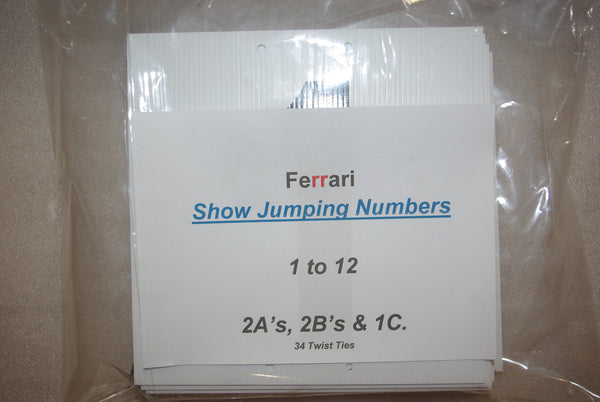 Ferrari
Show Jumping Numbers
1 to 12
2A's, 2B's & 1C.
34 Twist Ties